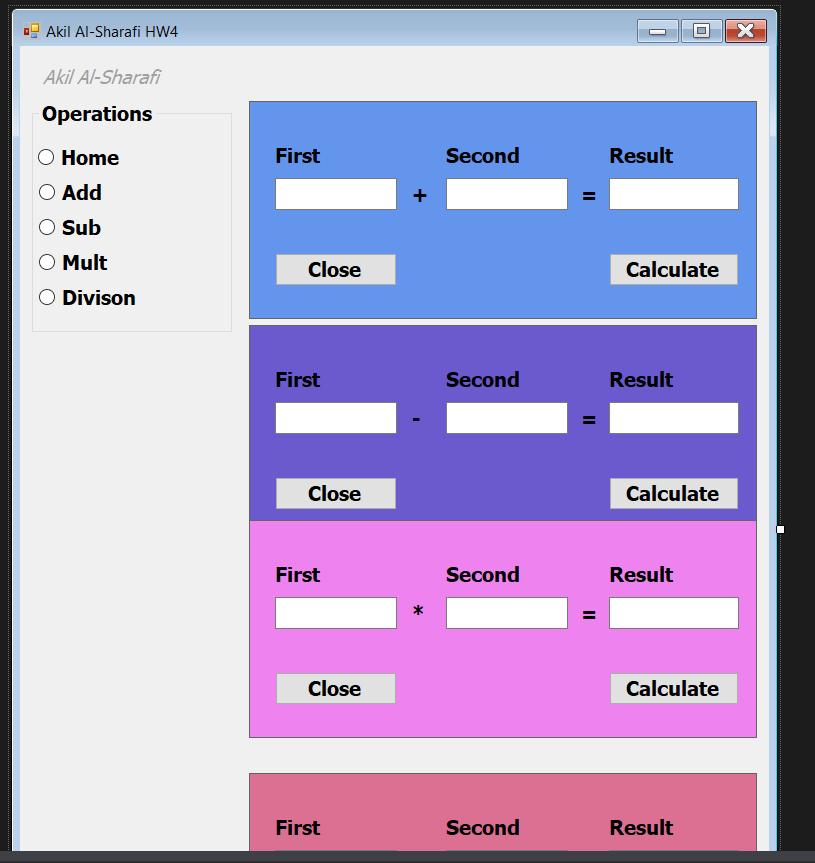 Akil Al-Sharafi HW4
Akil Al-Sharafi
Operations
Home
Add
Sub
Mult
Divison
First Second Result
+ =
Close Calculate
First Second Result
- =
Close Calculate
First Second Result
* =
Close Calculate
First Second Result